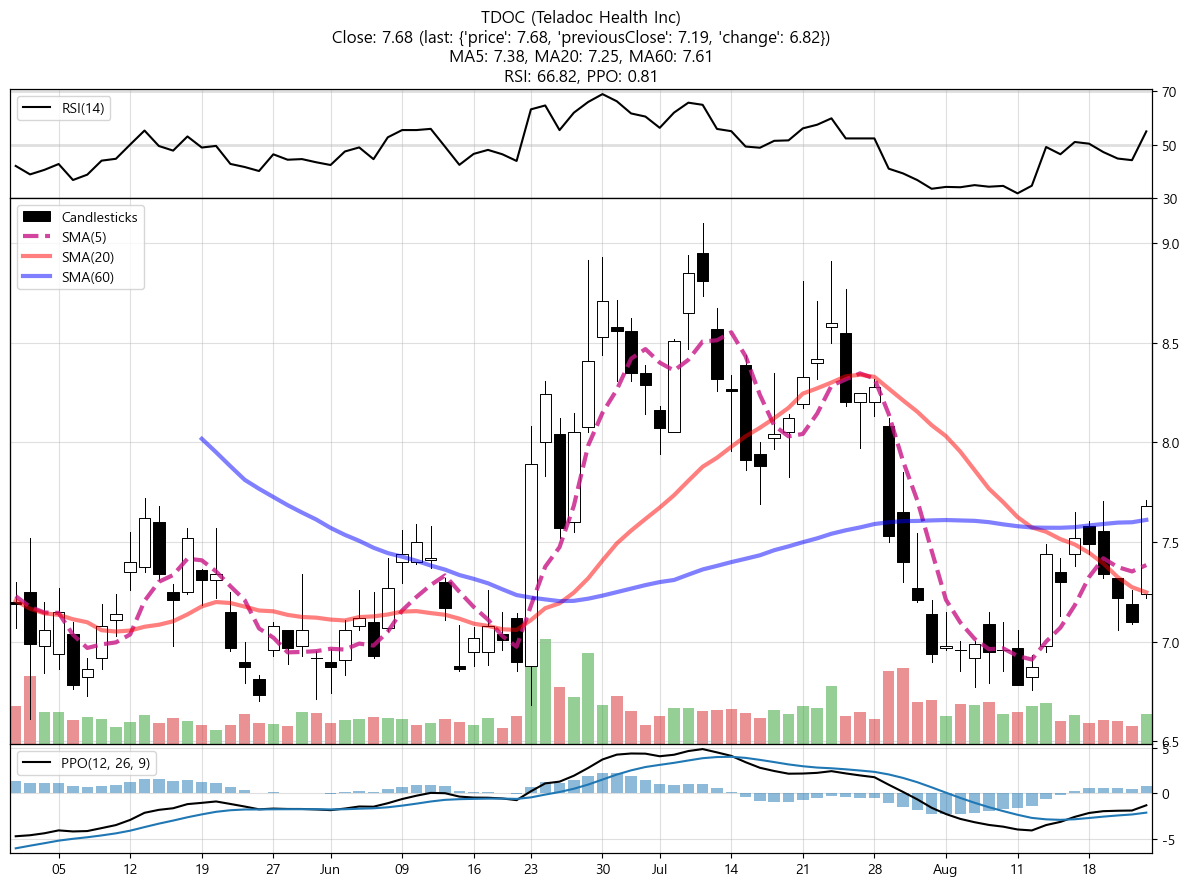 TDOC (Teladoc Health Inc)
Close: 7.68 (last: {'price': 7.68, 'previousClose': 7.19, 'change': 6.82})
MA5: 7.38, MA20: 7.25, MA60: 7.61
RSI: 66.82, PPO: 0.81
RSI(14)
70
50
30
Candlesticks
SMA(5)
SMA(20)
SMA(60)
9.0
8.5
8.0
7.5
7.0
6.5
PPO(12, 26, 9)
5
0
-5
05 12 19 27 Jun 09 16 23 30 Jul 14 21 28 Aug 11 18